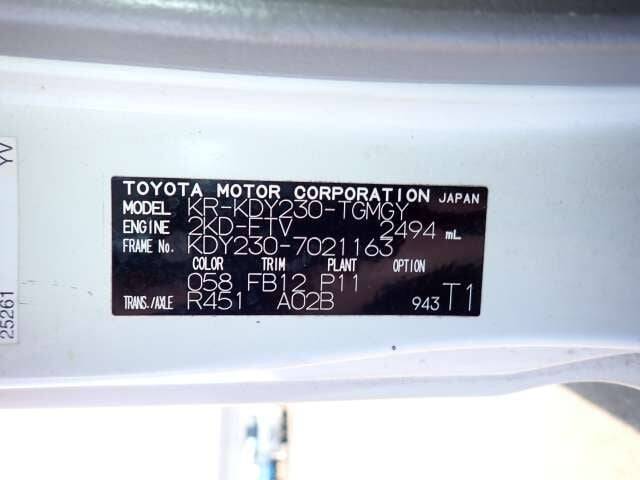 TOYOTA MOTOR CORPORATION JAPAN
MODEL KR-KDY230-TGMGY
ENGINE 2KD-FTV 2494 mL
FRAME NO. KDY230-7021163
COLOR TRIM PLANT OPTION
058 FB12 P11
TRANS./AXLE R451 A02B 943 T1
25261
YV